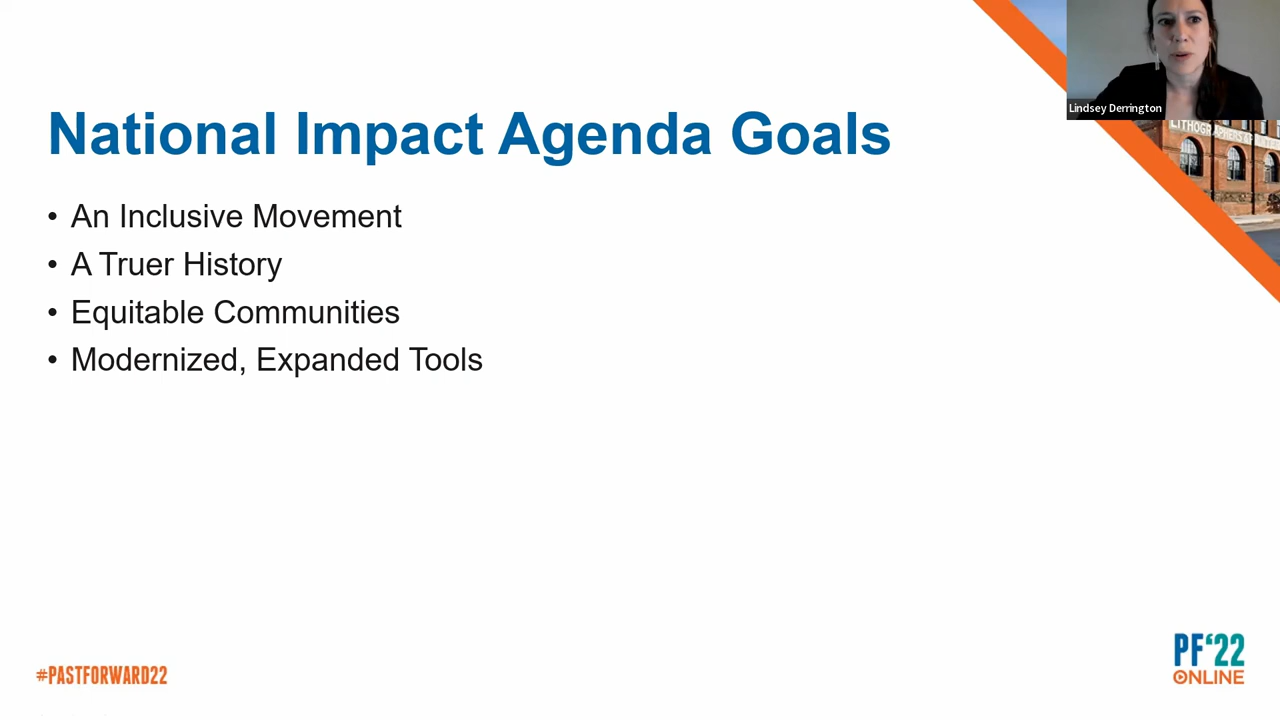 Lindsey Derrington
LITHOGRAPHERS
National Impact Agenda Goals
• An Inclusive Movement
• A Truer History
• Equitable Communities
• Modernized, Expanded Tools
#PASTFORWARD22
PF‘22
ONLINE